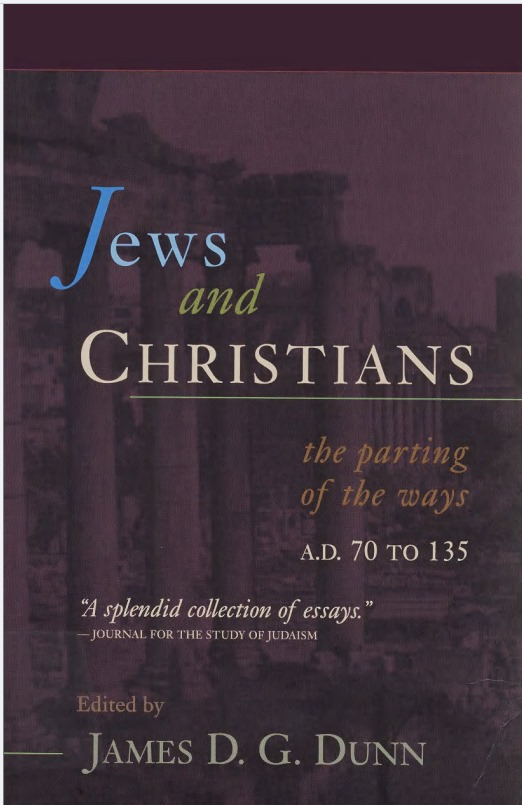 Jews
and
CHRISTIANS
the parting
of the ways
A.D. 70 TO 135
“A splendid collection of essays.”
—JOURNAL FOR THE STUDY OF JUDAISM
Edited by
JAMES D. G. DUNN